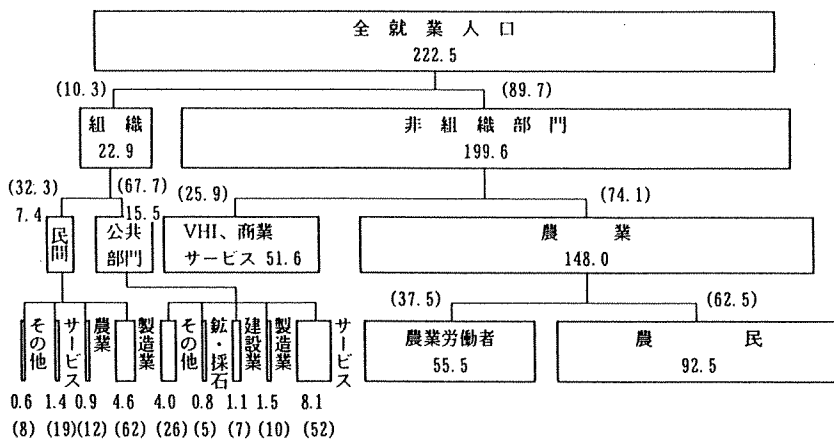 全就業人口
222.5
(10.3)
(89.7)
組織
22.9
非組織部門
199.6
(32.3)
(67.7)
(25.9)
(74.1)
7.4
15.5
民間
公共
部門
VHI、商業
サービス 51.6
農業
148.0
(37.5)
(62.5)
その他
サービス
農業
製造業
その他
鉱・採石
建設業
製造業
サービス
農業労働者
55.5
農民
92.5
0.6 1.4 0.9 4.6 4.0 0.8 1.1 1.5 8.1
(8) (19)(12) (62) (26) (5) (7) (10) (52)